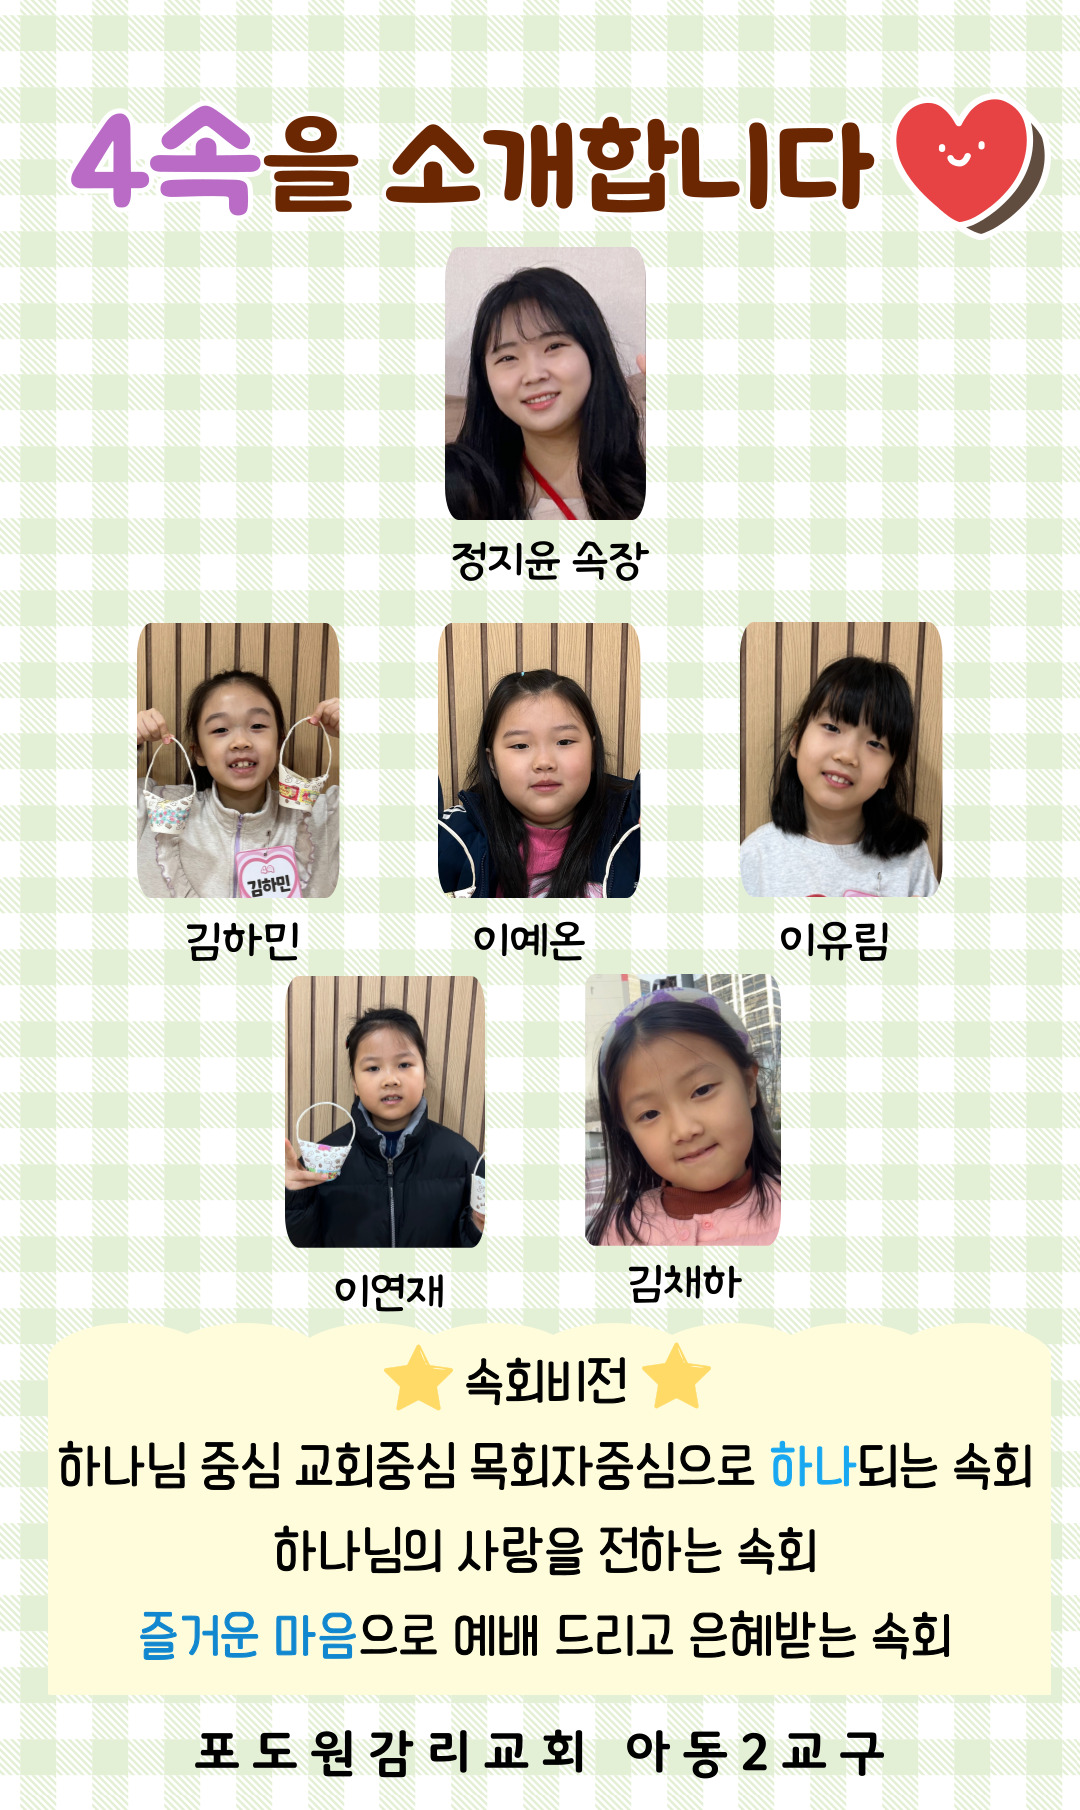 4속을 소개합니다
정지윤 속장
김하민
김하민 이예온 이유림
이연재 김채하
속회비전
하나님 중심 교회중심 목회자중심으로 하나되는 속회
하나님의 사랑을 전하는 속회
즐거운 마음으로 예배 드리고 은혜받는 속회
포도원감리교회 아동2교구